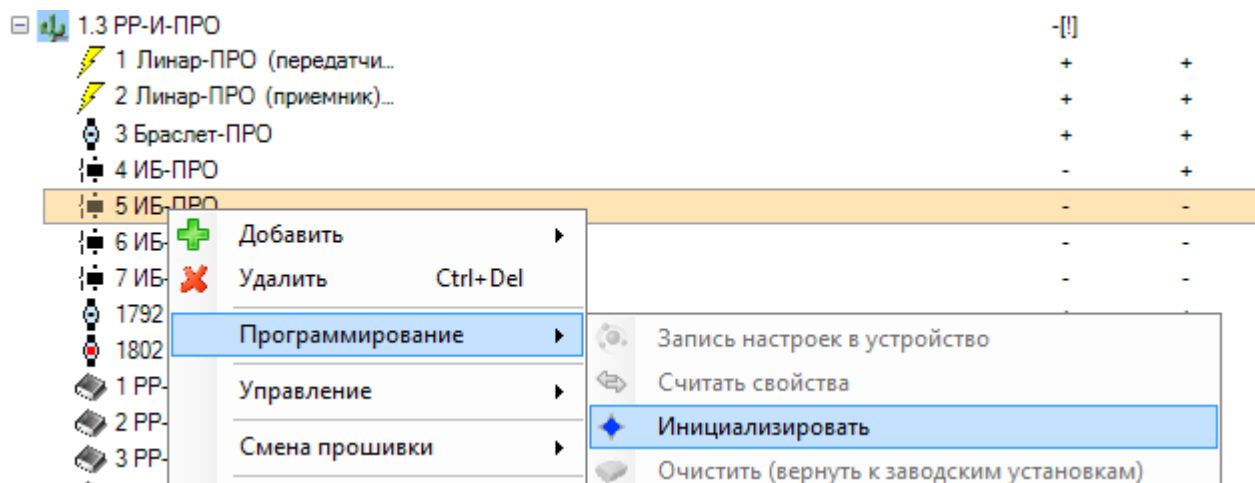 1.3 РР-И-ПРО -[!]
1 Линар-ПРО (передатчи... + +
2 Линар-ПРО (приемник)... + +
3 Браслет-ПРО + +
4 ИБ-ПРО - +
5 ИБ-ПРО - -
6 ИБ- - -
7 ИБ- - -
1792
1802
1 РР-
2 РР-
3 РР-
Добавить
Удалить Ctrl+Del
Программирование
Управление
Смена прошивки
Запись настроек в устройство
Считать свойства
Инициализировать
Очистить (вернуть к заводским установкам)